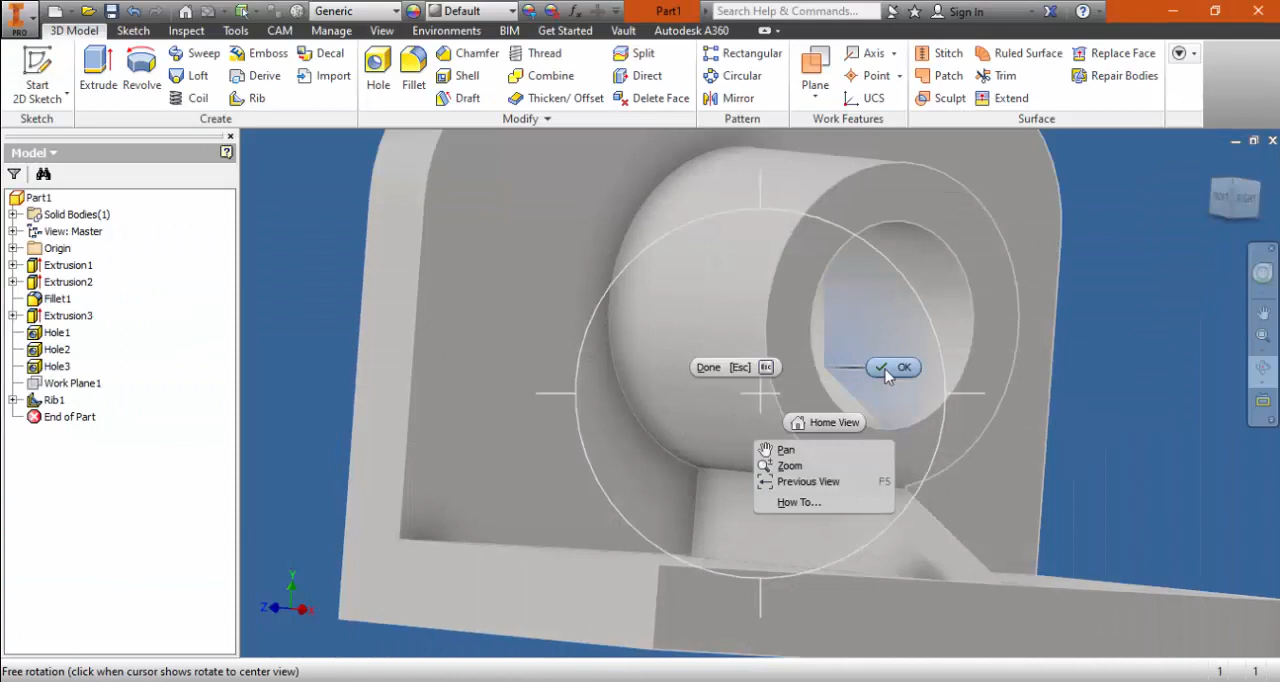 PRO
Generic
Default
Part1
Search Help & Commands...
Sign In
3D Model
Sketch
Inspect
Tools
CAM
Manage
View
Environments
BIM
Get Started
Vault
Autodesk A360
Start
2D Sketch
Extrude
Revolve
Sweep
Loft
Coil
Emboss
Derive
Rib
Decal
Import
Hole
Fillet
Chamfer
Shell
Draft
Thread
Combine
Thicken/ Offset
Split
Direct
Delete Face
Rectangular
Circular
Mirror
Plane
Axis
Point
UCS
Stitch
Patch
Sculpt
Ruled Surface
Trim
Extend
Replace Face
Repair Bodies
Sketch
Create
Modify
Pattern
Work Features
Surface
Model
Part1
Solid Bodies(1)
View: Master
Origin
Extrusion1
Extrusion2
Fillet1
Extrusion3
Hole1
Hole2
Hole3
Work Plane1
Rib1
End of Part
FRONT
RIGHT
Done [Esc]
OK
Home View
Pan
Zoom
Previous View F5
How To...
Y
Z
X
Free rotation (click when cursor shows rotate to center view)
1 1